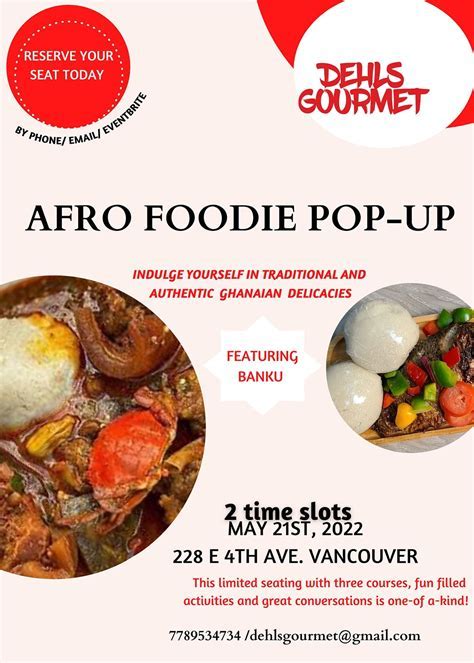 RESERVE YOUR
SEAT TODAY
BY PHONE/ EMAIL/ EVENTBRITE
DEHLS
GOURMET
AFRO FOODIE POP-UP
INDULGE YOURSELF IN TRADITIONAL AND
AUTHENTIC GHANAIAN DELICACIES
FEATURING
BANKU
2 time slots
MAY 21ST, 2022
228 E 4TH AVE. VANCOUVER
This limited seating with three courses, fun filled
activities and great conversations is one-of a-kind!
7789534734 /dehlsgourmet@gmail.com